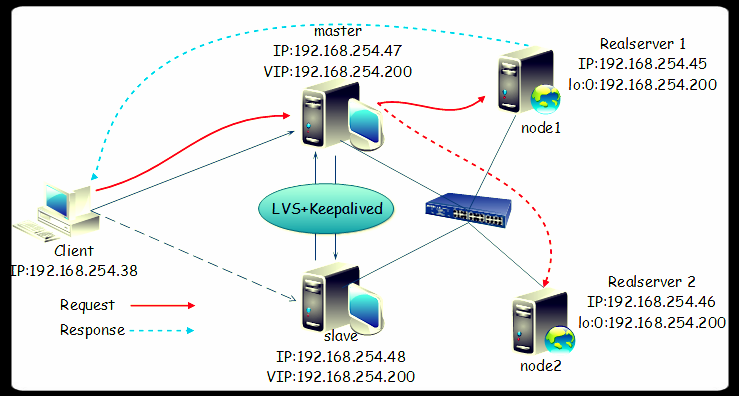 master
IP:192.168.254.47
VIP:192.168.254.200
Realserver 1
IP:192.168.254.45
lo:0:192.168.254.200
node1
LVS+Keepalived
Client
IP:192.168.254.38
Request
Response
slave
IP:192.168.254.48
VIP:192.168.254.200
Realserver 2
IP:192.168.254.46
lo:0:192.168.254.200
node2